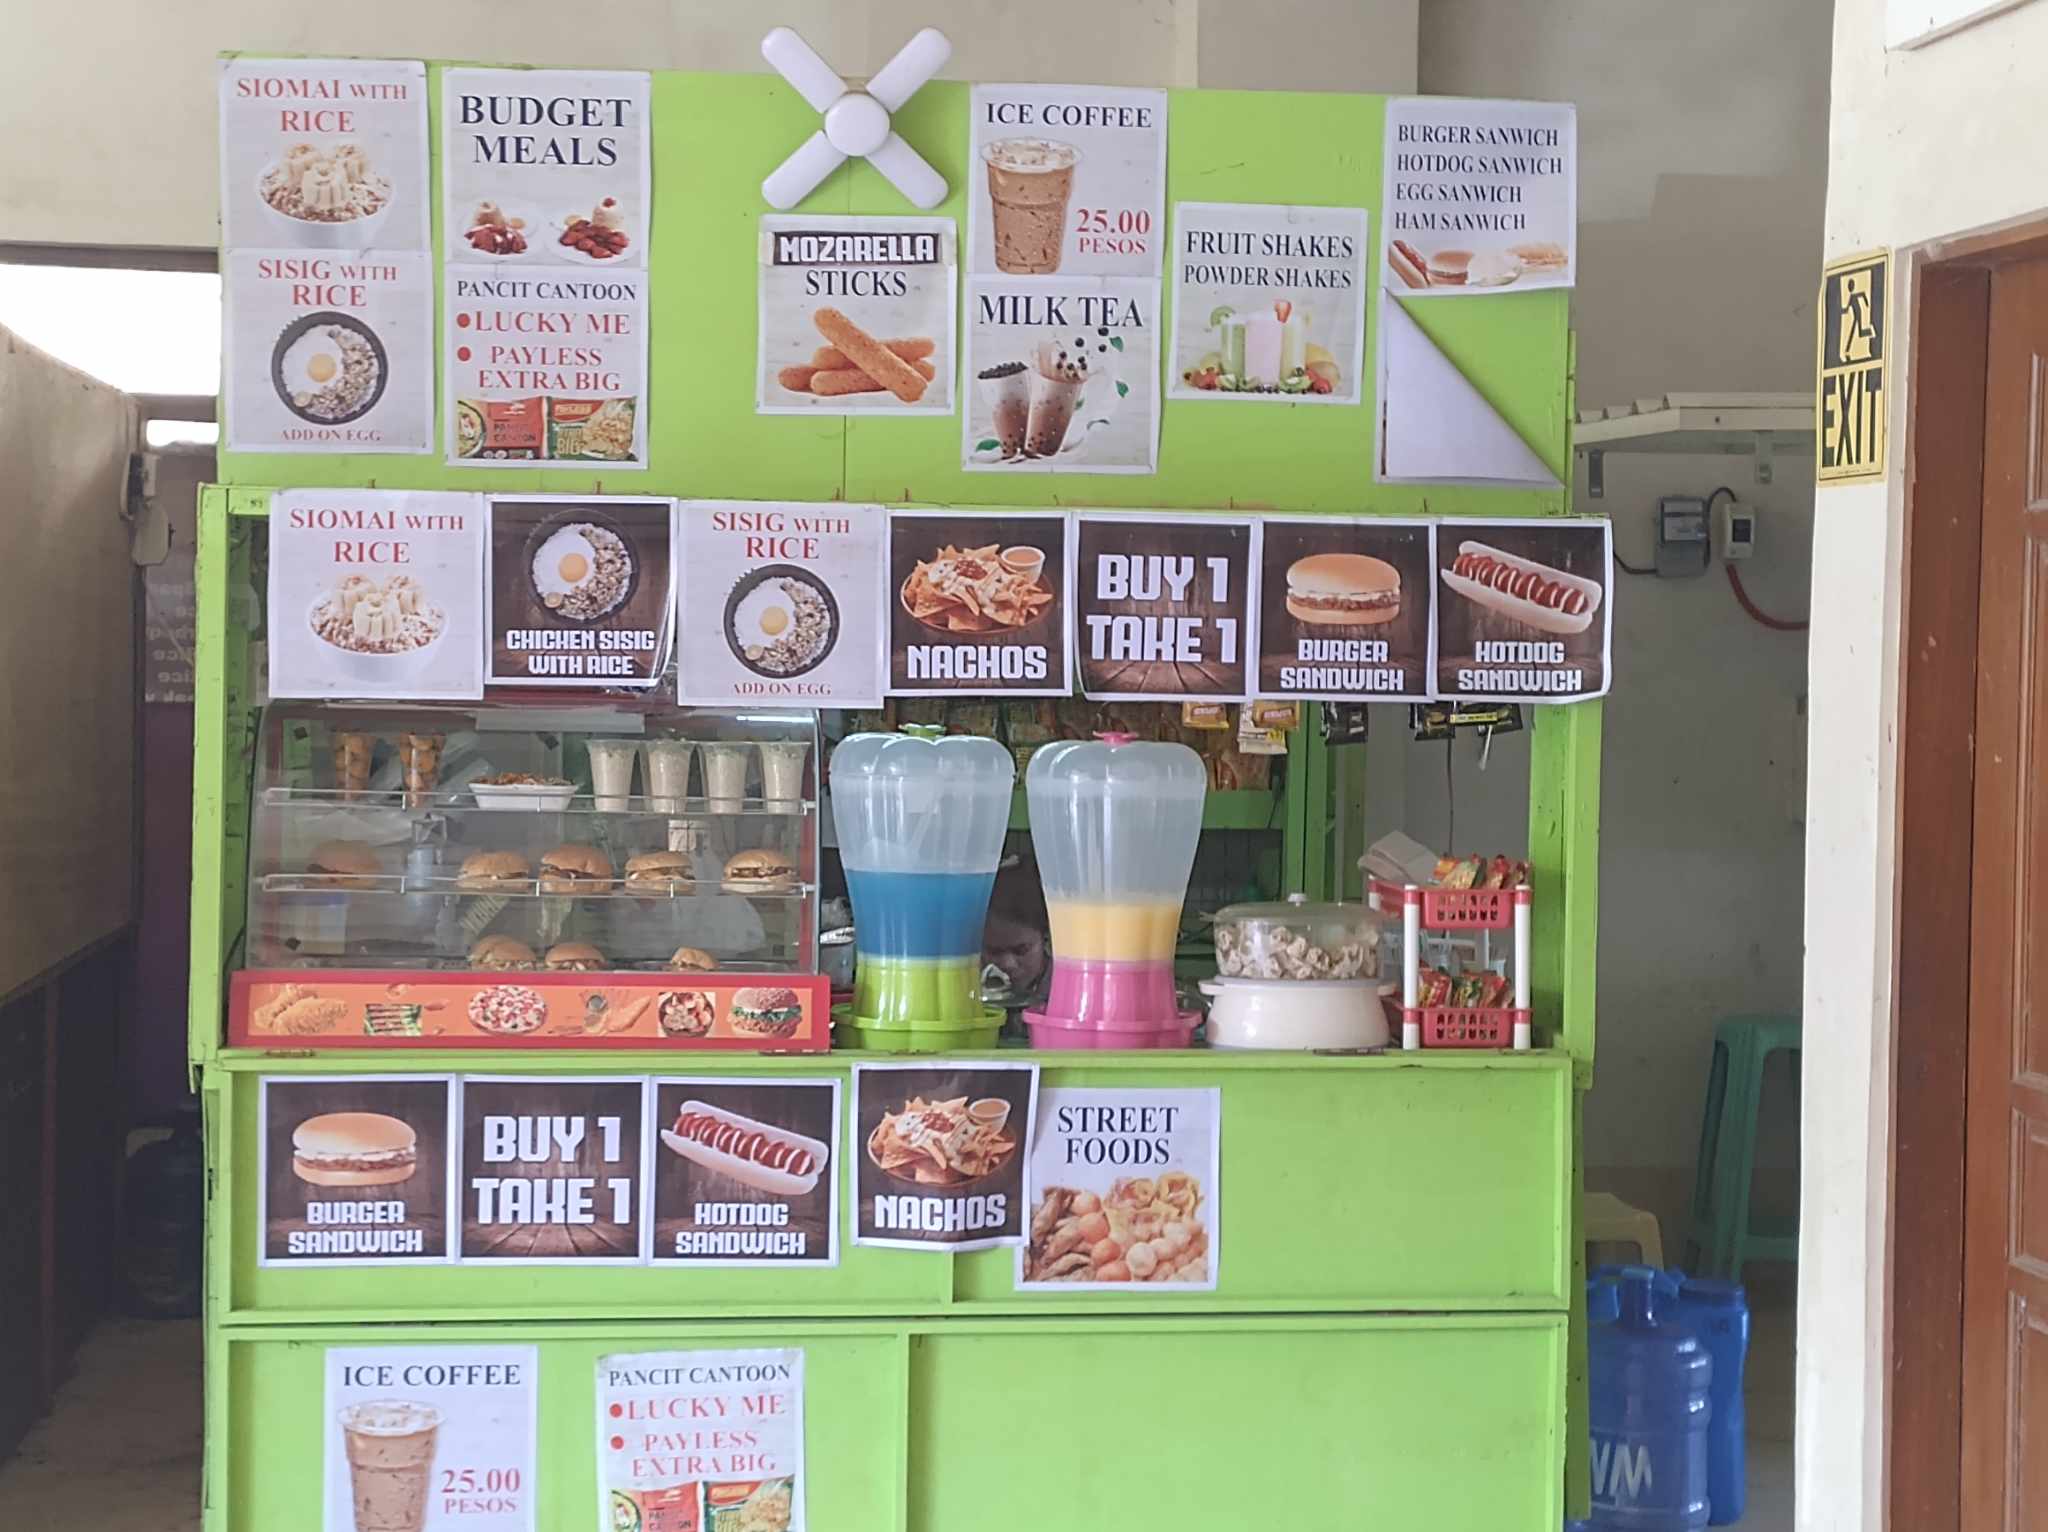 SIOMAI WITH
RICE
SISIG WITH
RICE
ADD ON EGG
BUDGET
MEALS
PANCIT CANTOON
LUCKY ME
PAYLESS
EXTRA BIG
MOZARELLA
STICKS
ICE COFFEE
25.00
PESOS
MILK TEA
FRUIT SHAKES
POWDER SHAKES
BURGER SANWICH
HOTDOG SANWICH
EGG SANWICH
HAM SANWICH
EXIT
SIOMAI WITH
RICE
CHICKEN SISIG
WITH RICE
SISIG WITH
RICE
ADD ON EGG
NACHOS
BUY 1
TAKE 1
BURGER
SANDWICH
HOTDOG
SANDWICH
BURGER
SANDWICH
BUY 1
TAKE 1
HOTDOG
SANDWICH
NACHOS
STREET
FOODS
ICE COFFEE
25.00
PESOS
PANCIT CANTOON
LUCKY ME
PAYLESS
EXTRA BIG